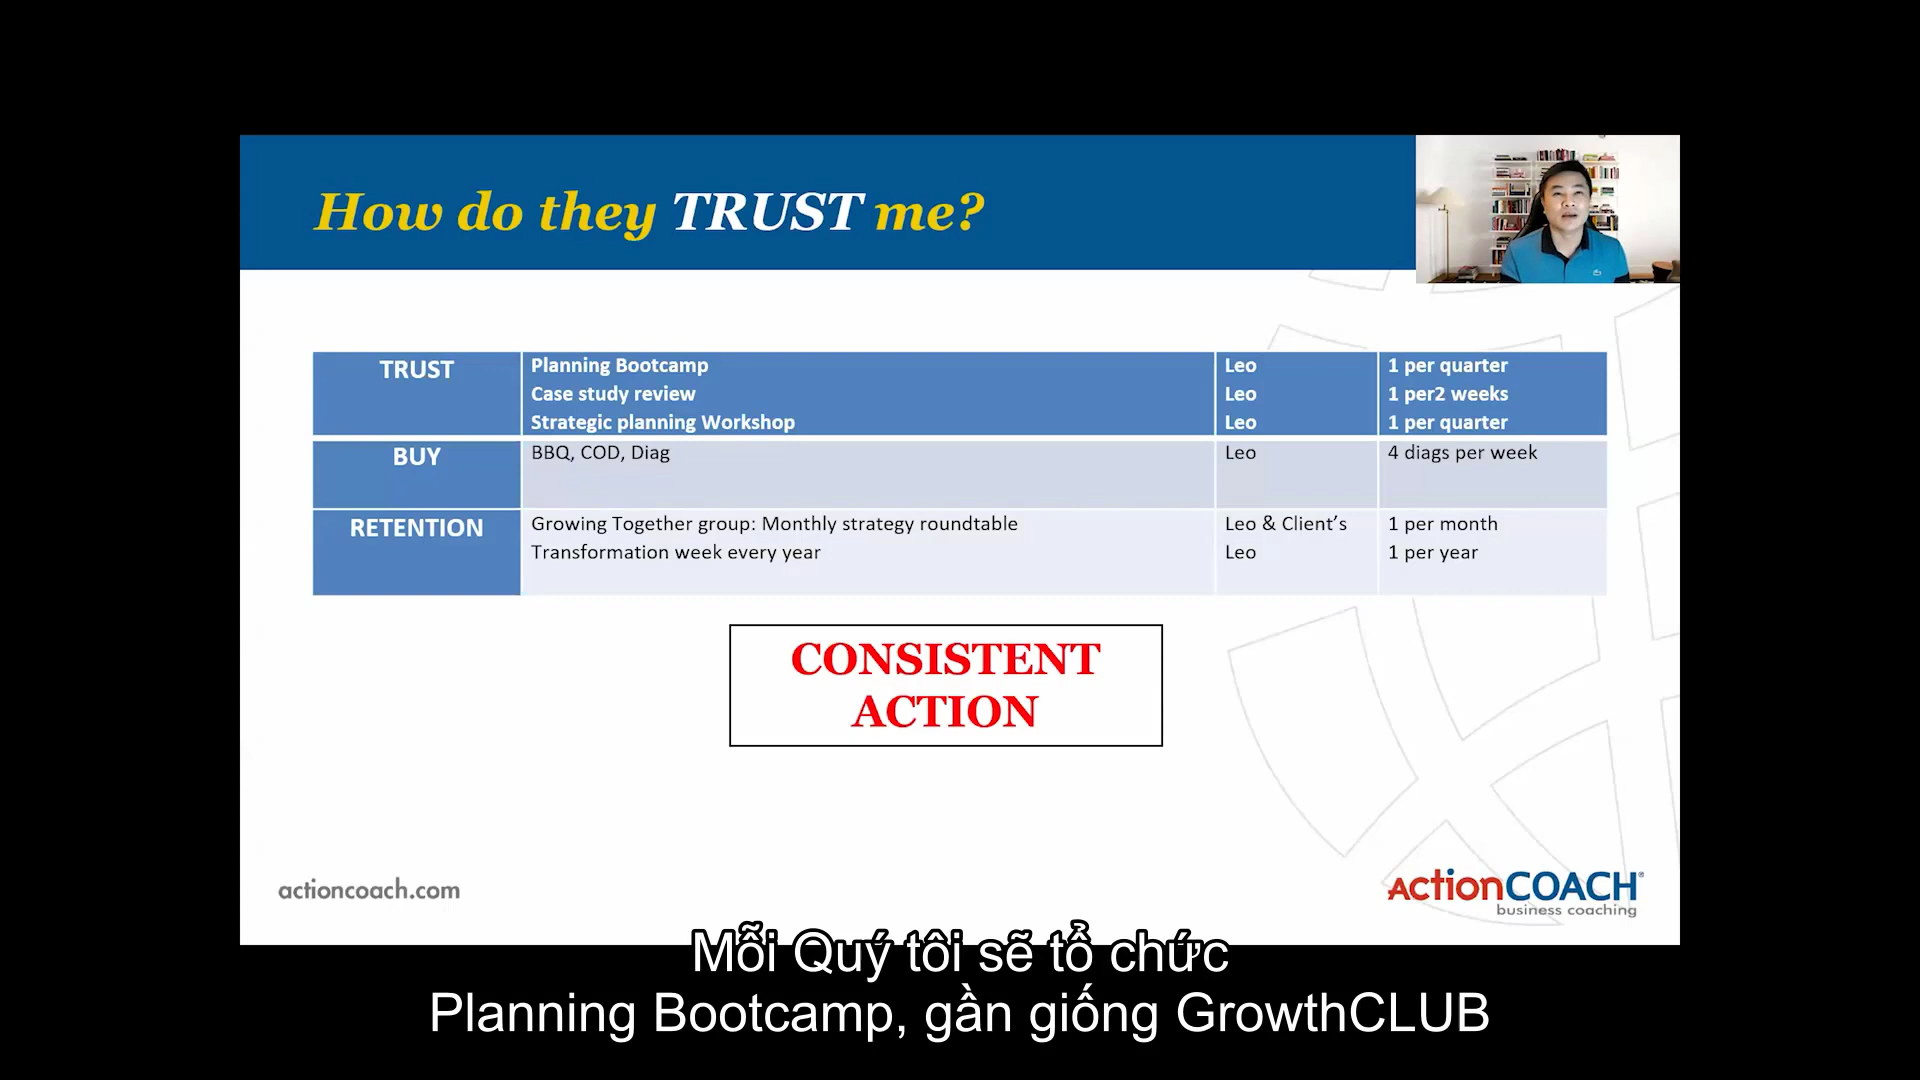 How do they TRUST me?
TRUST
Planning Bootcamp Leo 1 per quarter
Case study review Leo 1 per2 weeks
Strategic planning Workshop Leo 1 per quarter
BUY BBQ, COD, Diag Leo 4 diags per week
RETENTION Growing Together group: Monthly strategy roundtable Leo & Client's 1 per month
Transformation week every year Leo 1 per year
CONSISTENT
ACTION
actioncoach.com
ActionCOACH®
business coaching
Mỗi Quý tôi sẽ tổ chức
Planning Bootcamp, gần giống GrowthCLUB